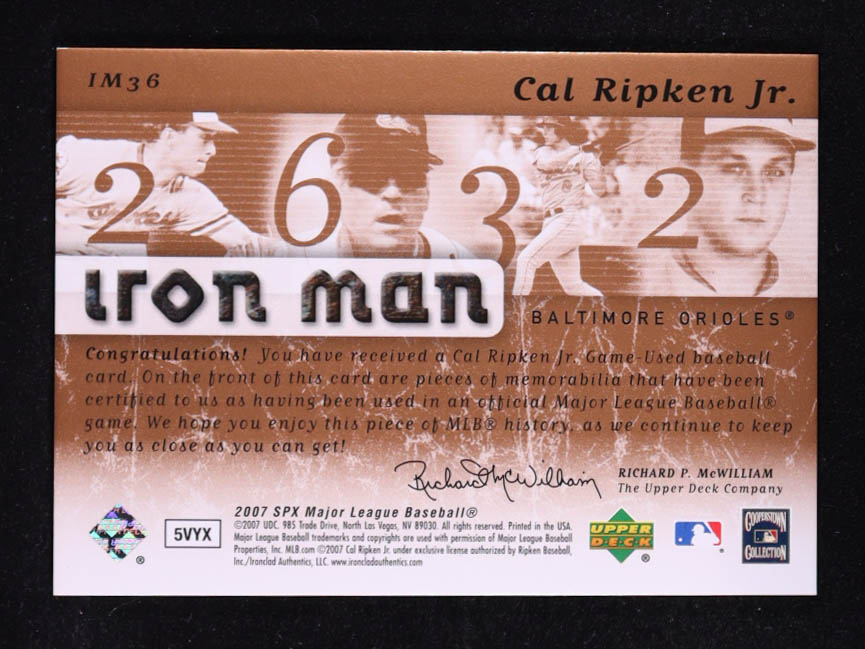 IM36
Cal Ripken Jr.
2 6 3 2
iron man
BALTIMORE ORIOLES®
Congratulations! You have received a Cal Ripken Jr. Game-Used baseball
card. On the front of this card are pieces of memorabilia that have been
certified to us as having been used in an official Major League Baseball®
game. We hope you enjoy this piece of MLB® history, as we continue to keep
you as close as you can get!
Richard P. McWilliam
RICHARD P. McWILLIAM
The Upper Deck Company
5VYX
2007 SPX Major League Baseball®
©2007 UDC. 985 Trade Drive, North Las Vegas, NV 89030. All rights reserved. Printed in the USA.
Major League Baseball trademarks and copyrights are used with permission of Major League Baseball
Properties, Inc. MLB.com ©2007 Cal Ripken Jr. under exclusive license authorized by Ripken Baseball,
Inc./Ironclad Authentics, LLC. www.ironcladauthentics.com
UPPER
DECK
COOPERSTOWN
COLLECTION